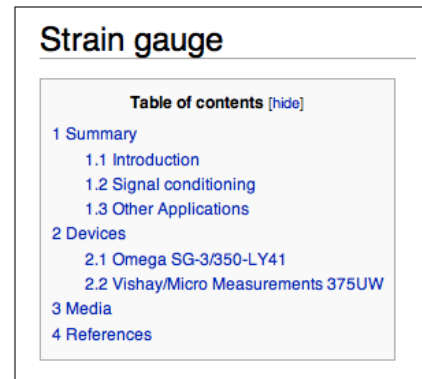 Strain gauge
Table of contents [hide]
1 Summary
1.1 Introduction
1.2 Signal conditioning
1.3 Other Applications
2 Devices
2.1 Omega SG-3/350-LY41
2.2 Vishay/Micro Measurements 375UW
3 Media
4 References